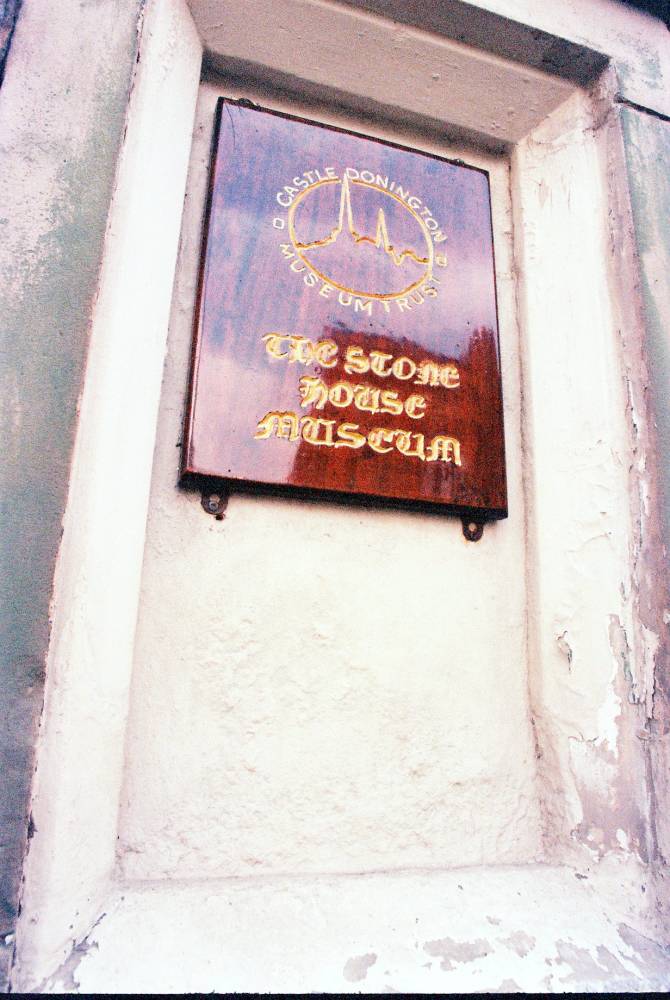 CASTLE DONINGTON
MUSEUM TRUST
The Stone
House
Museum